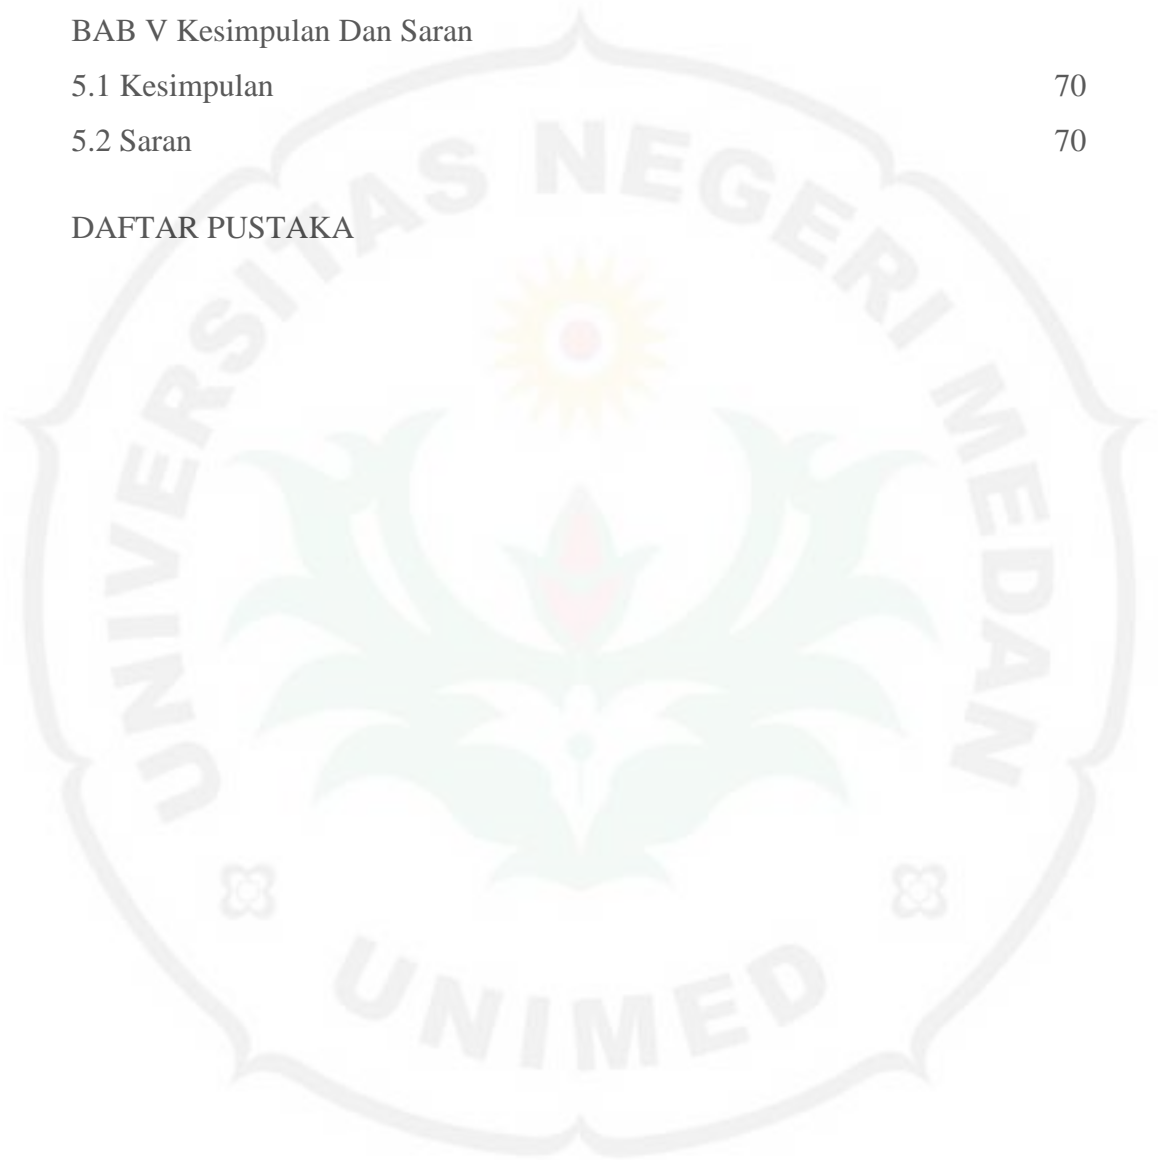 BAB V Kesimpulan Dan Saran
5.1 Kesimpulan 70
5.2 Saran 70
DAFTAR PUSTAKA
UNIVERSITAS NEGERI MEDAN
UNIMED